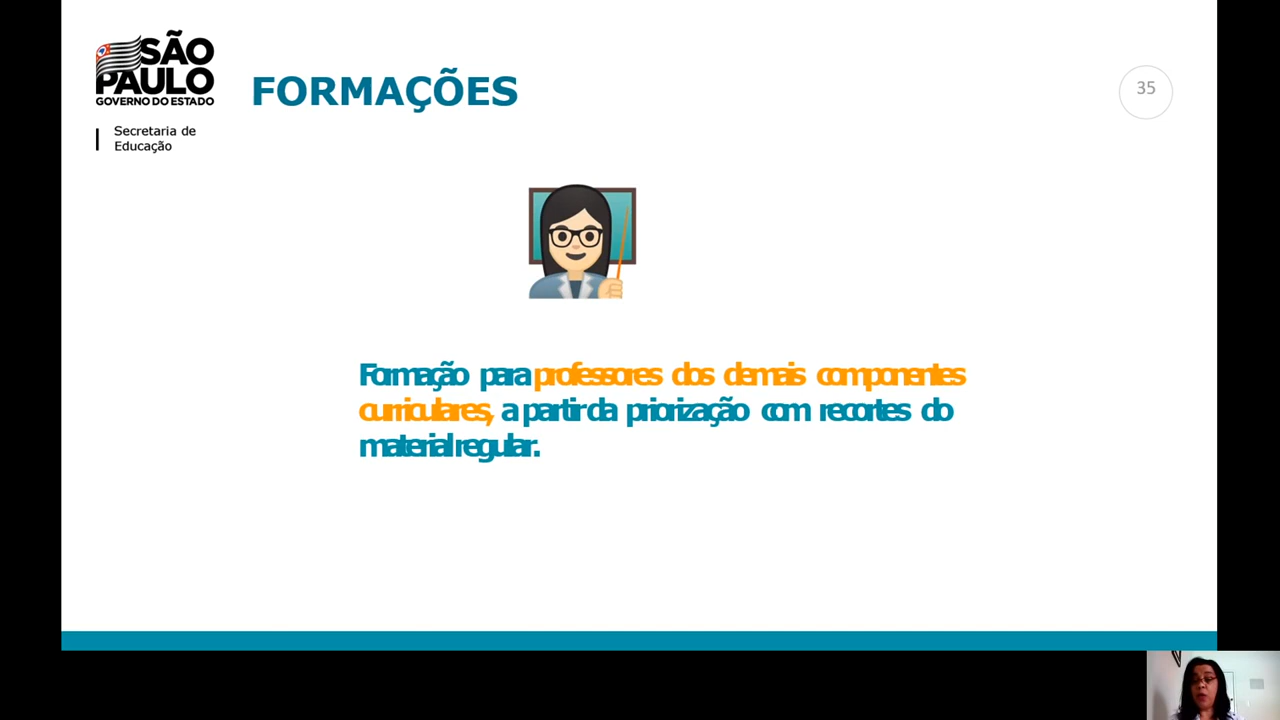 SÃO
PAULO
GOVERNO DO ESTADO
Secretaria de
Educação
FORMAÇÕES
35
Formação para professores dos demais componentes
curriculares, a partir da priorização com recortes do
material regular.